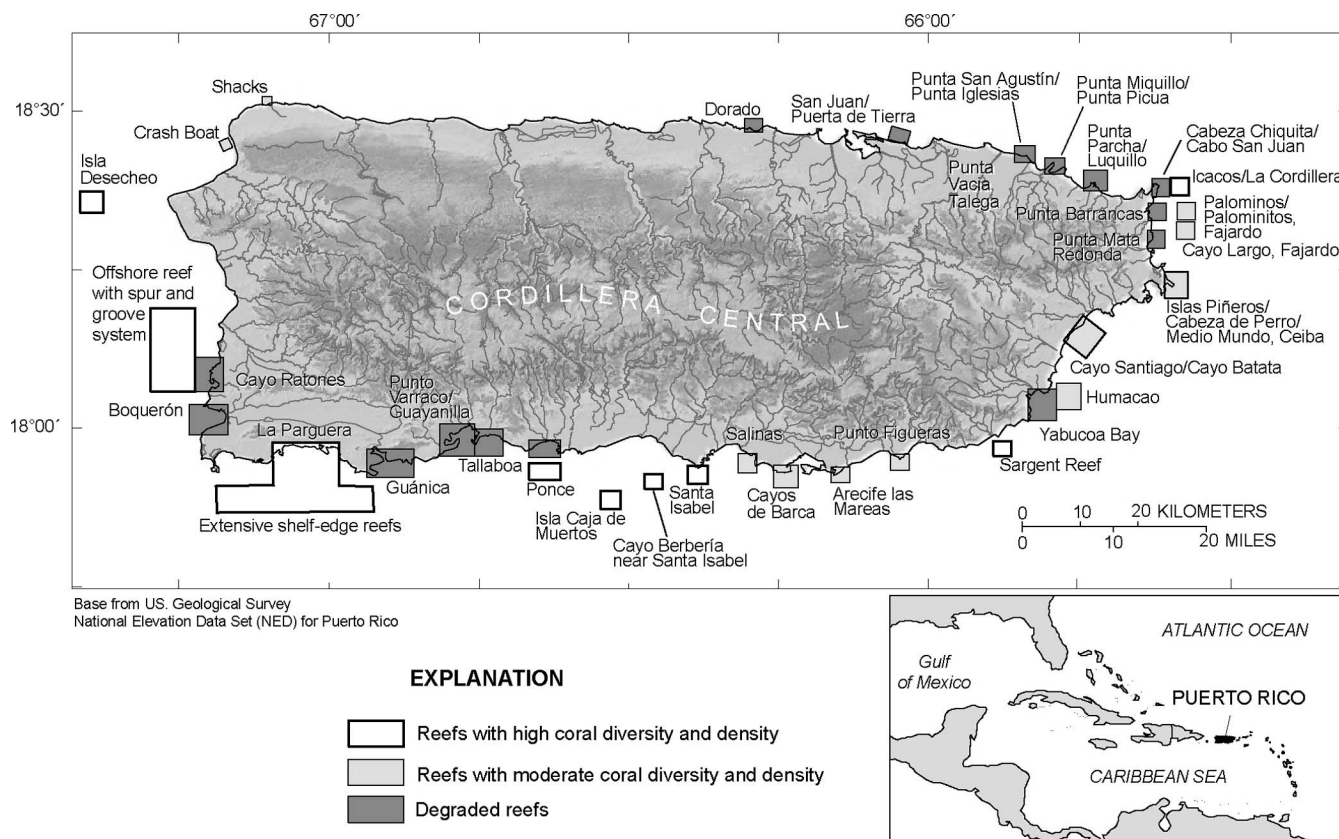 67°00´
66°00´
18°30´
18°00´
Shacks
Crash Boat
Isla
Desecheo
Offshore reef
with spur and
groove
system
Dorado
San Juan/
Puerta de Tierra
Punta San Agustín/
Punta Iglesias
Punta Miquillo/
Punta Picua
Punta
Parcha/
Luquillo
Cabeza Chiquita/
Cabo San Juan
Icacos/La Cordillera
Punta
Vacía
Talega
Punta Barrancas
Palominos/
Palominitos,
Fajardo
Punta Mata
Redonda
Cayo Largo, Fajardo
Islas Piñeros/
Cabeza de Perro/
Medio Mundo, Ceiba
CORDILLERA CENTRAL
Cayo Santiago/Cayo Batata
Cayo Ratones
Boquerón
Punto
Varraco/
Guayanilla
La Parguera
Humacao
Yabucoa Bay
Salinas
Punto Figueras
Sargent Reef
Tallaboa
Guánica
Ponce
Santa
Isabel
Cayos
de Barca
Arecife las
Mareas
Extensive shelf-edge reefs
Isla Caja de
Muertos
Cayo Berbería
near Santa Isabel
0 10 20 KILOMETERS
0 10 20 MILES
Base from US. Geological Survey
National Elevation Data Set (NED) for Puerto Rico
EXPLANATION
Reefs with high coral diversity and density
Reefs with moderate coral diversity and density
Degraded reefs
ATLANTIC OCEAN
Gulf
of Mexico
PUERTO RICO
CARIBBEAN SEA